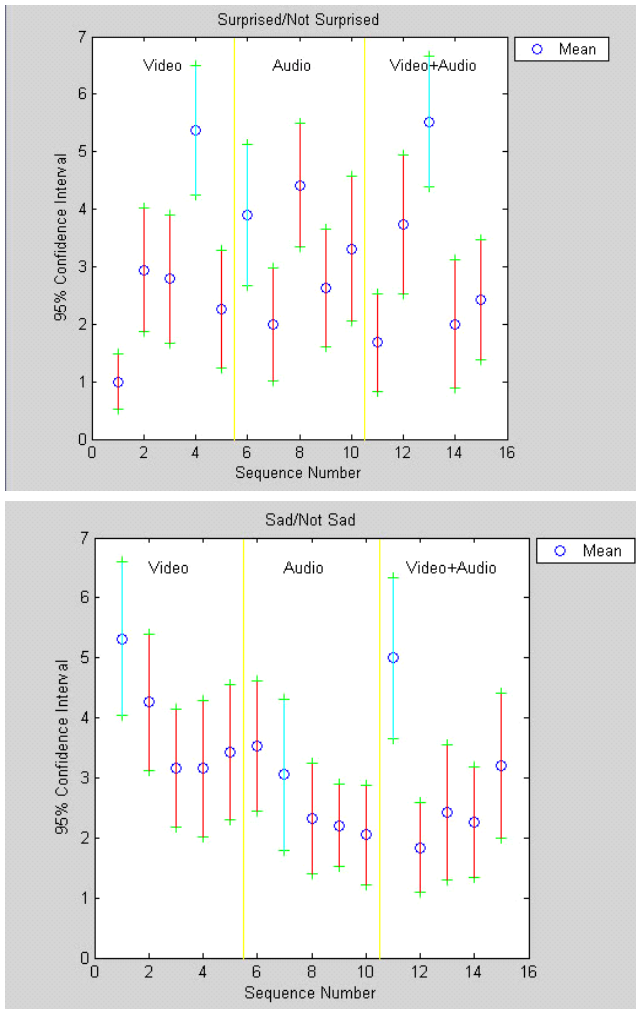 Surprised/Not Surprised
7
6
5
4
3
2
1
0
Video
Audio
Video+Audio
Mean
95% Confidence Interval
0 2 4 6 8 10 12 14 16
Sequence Number
Sad/Not Sad
7
6
5
4
3
2
1
0
Video
Audio
Video+Audio
Mean
95% Confidence Interval
0 2 4 6 8 10 12 14 16
Sequence Number